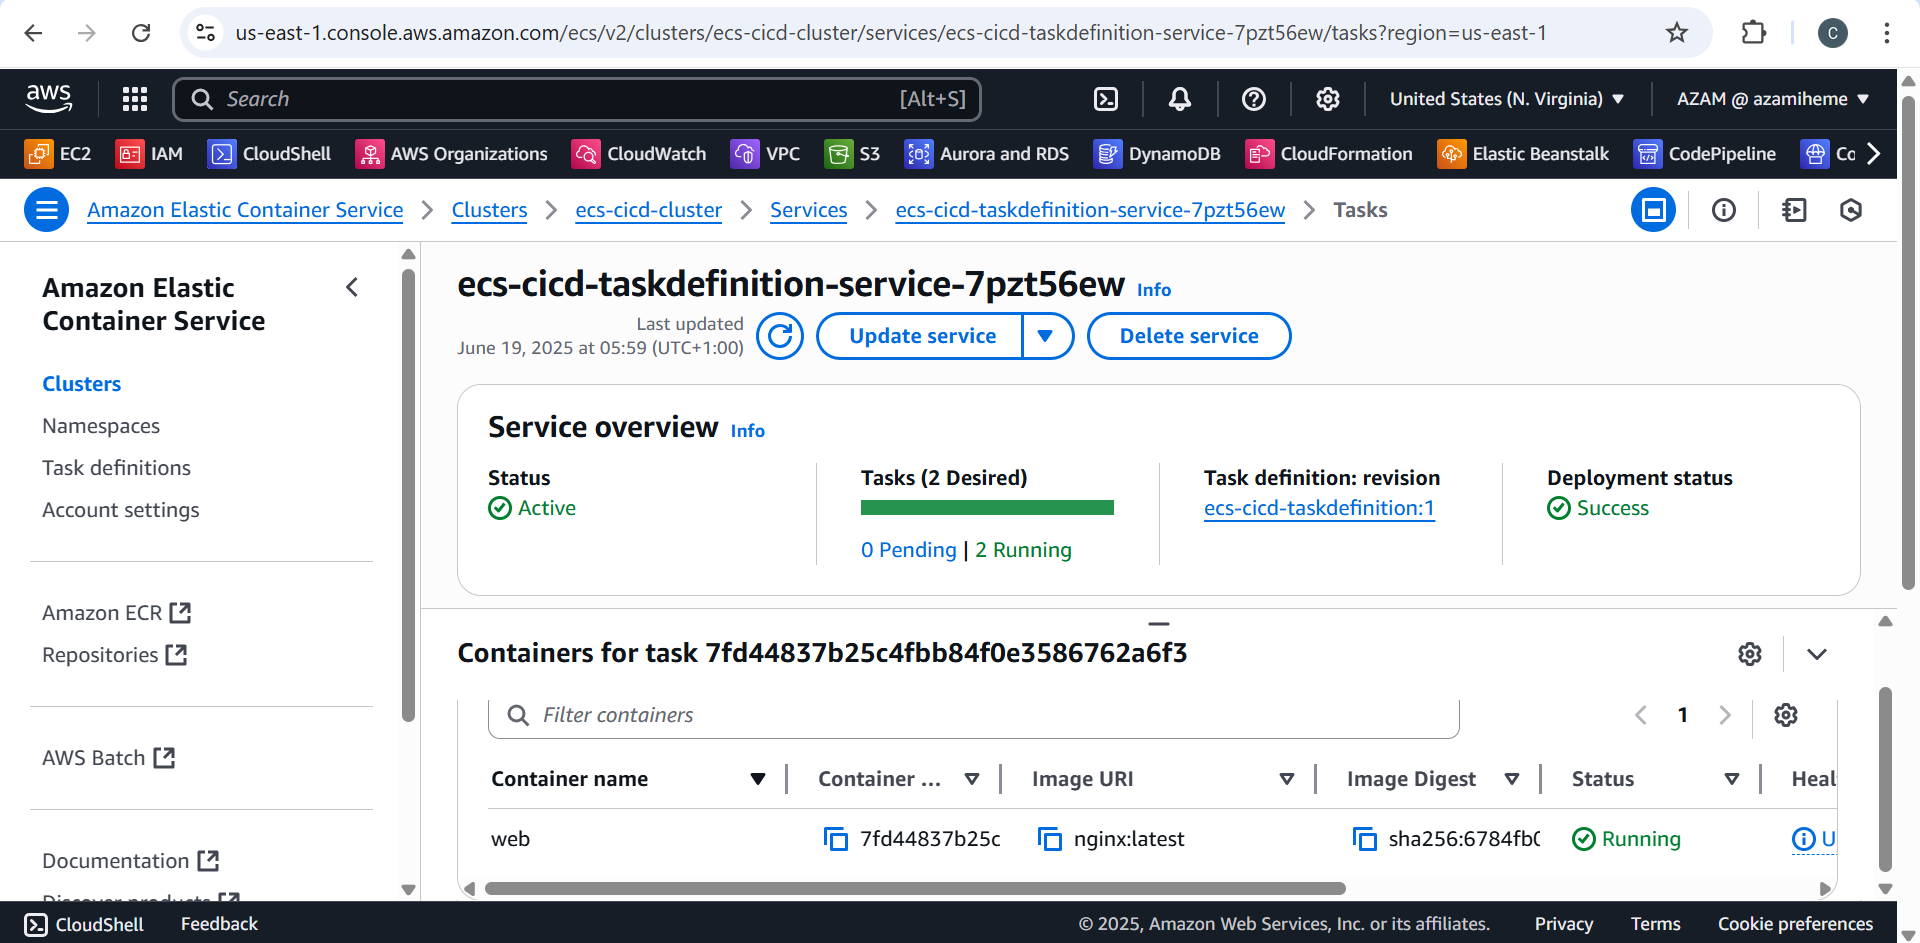 us-east-1.console.aws.amazon.com/ecs/v2/clusters/ecs-cicd-cluster/services/ecs-cicd-taskdefinition-service-7pzt56ew/tasks?region=us-east-1
C
aws
Search
[Alt+S]
United States (N. Virginia)
AZAM @ azamiheme
EC2
IAM
CloudShell
AWS Organizations
CloudWatch
VPC
S3
Aurora and RDS
DynamoDB
CloudFormation
Elastic Beanstalk
CodePipeline
Co
Amazon Elastic Container Service
Clusters
ecs-cicd-cluster
Services
ecs-cicd-taskdefinition-service-7pzt56ew
Tasks
Amazon Elastic
Container Service
Clusters
Namespaces
Task definitions
Account settings
Amazon ECR
Repositories
AWS Batch
Documentation
Discover products
ecs-cicd-taskdefinition-service-7pzt56ew Info
Last updated
June 19, 2025 at 05:59 (UTC+1:00)
Update service
Delete service
Service overview Info
Status
Active
Tasks (2 Desired)
0 Pending | 2 Running
Task definition: revision
ecs-cicd-taskdefinition:1
Deployment status
Success
Containers for task 7fd44837b25c4fbb84f0e3586762a6f3
Filter containers
1
Container name
Container ...
Image URI
Image Digest
Status
Heal
web
7fd44837b25c
nginx:latest
sha256:6784fb0
Running
U
CloudShell
Feedback
© 2025, Amazon Web Services, Inc. or its affiliates.
Privacy
Terms
Cookie preferences